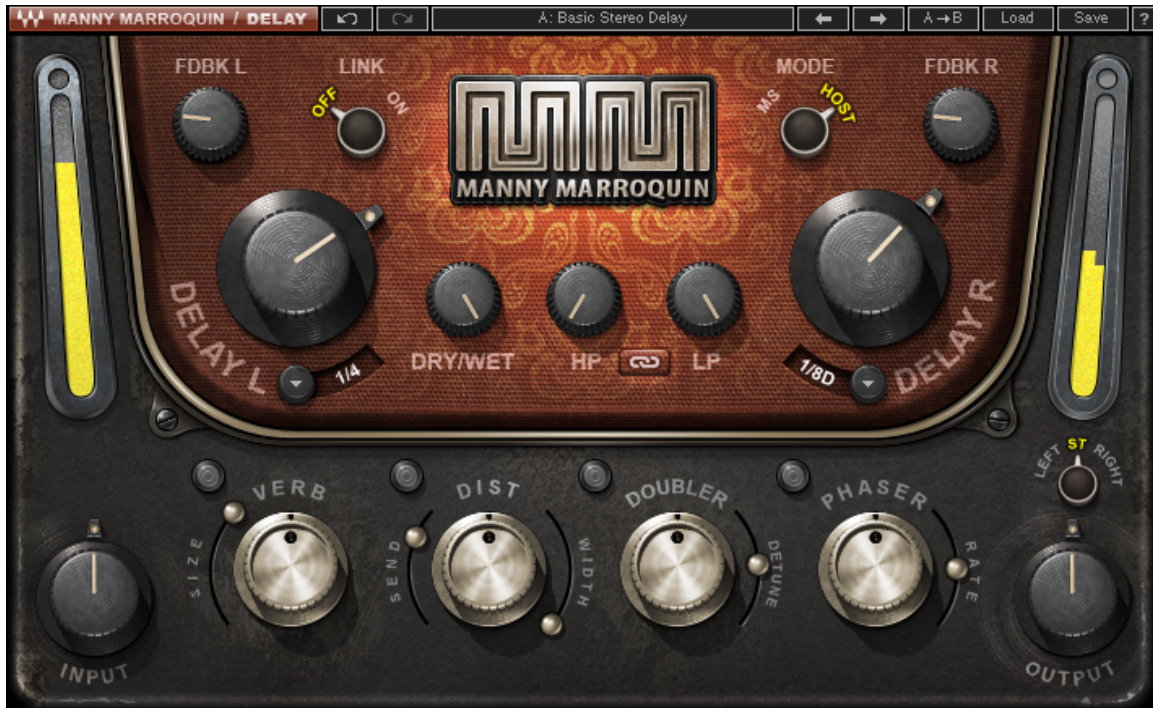 MANNY MARROQUIN / DELAY A: Basic Stereo Delay A→B Load Save ?
FDBK L LINK MODE FDBK R
OFF ON MS HOST
MANNY MARROQUIN
DELAY L DELAY R
DRY/WET HP LP
1/4 1/8D
LEFT ST RIGHT
VERB DIST DOUBLER PHASER
SIZE SEND WIDTH DETUNE RATE
INPUT OUTPUT